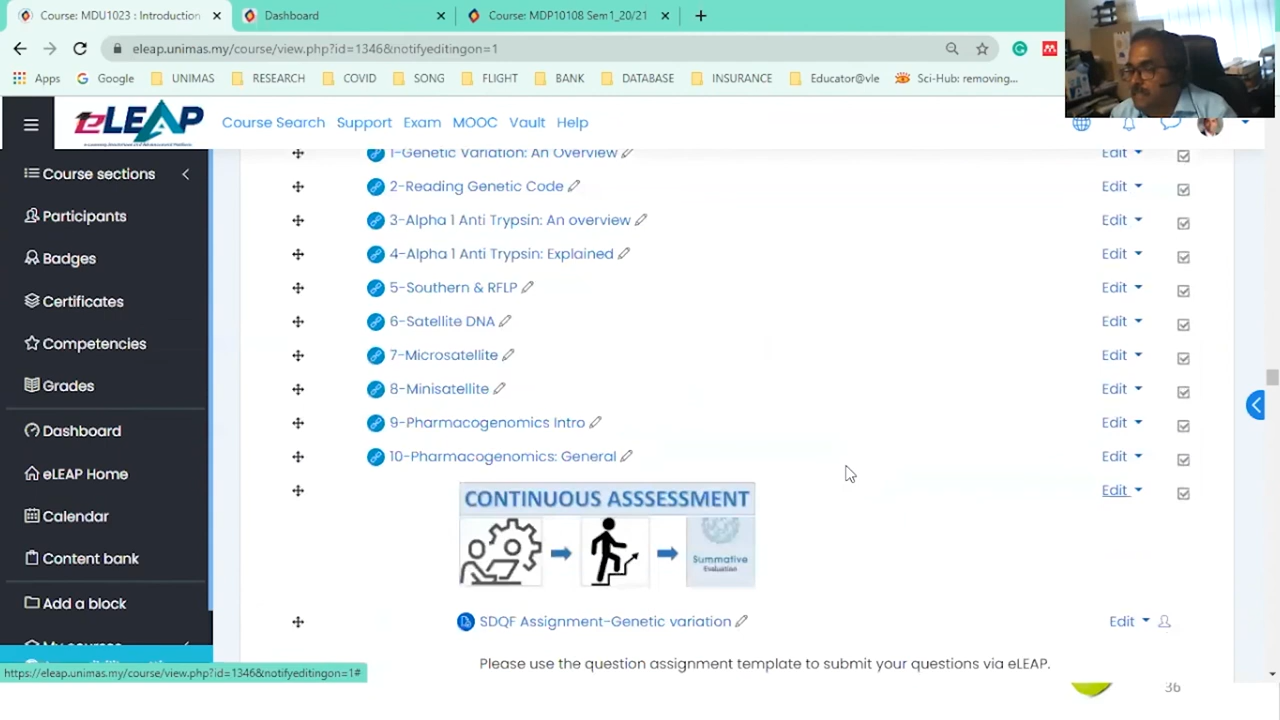 Course: MDU1023 : Introduction
Dashboard
Course: MDP10108 Sem1_20/21
eleap.unimas.my/course/view.php?id=1346&notifyeditingon=1
Apps
Google
UNIMAS
RESEARCH
COVID
SONG
FLIGHT
BANK
DATABASE
INSURANCE
Educator@vle
Sci-Hub: removing...
eLEAP
Course Search
Support
Exam
MOOC
Vault
Help
Course sections
Participants
Badges
Certificates
Competencies
Grades
Dashboard
eLEAP Home
Calendar
Content bank
Add a block
My courses
1-Genetic Variation: An Overview Edit
2-Reading Genetic Code Edit
3-Alpha 1 Anti Trypsin: An overview Edit
4-Alpha 1 Anti Trypsin: Explained Edit
5-Southern & RFLP Edit
6-Satellite DNA Edit
7-Microsatellite Edit
8-Minisatellite Edit
9-Pharmacogenomics Intro Edit
10-Pharmacogenomics: General Edit
Edit
CONTINUOUS ASSSESSMENT
Summative
Evaluation
SDQF Assignment-Genetic variation Edit
Please use the question assignment template to submit your questions via eLEAP.
https://eleap.unimas.my/course/view.php?id=1346&notifyeditingon=1#
36